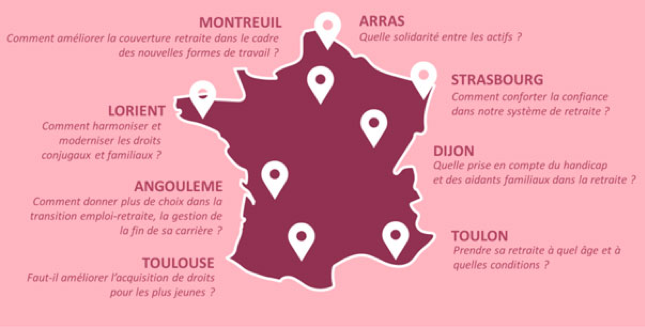 MONTREUIL
Comment améliorer la couverture retraite dans le cadre
des nouvelles formes de travail ?
ARRAS
Quelle solidarité entre les actifs ?
STRASBOURG
Comment conforter la confiance
dans notre système de retraite ?
LORIENT
Comment harmoniser et
moderniser les droits
conjugaux et familiaux ?
DIJON
Quelle prise en compte du handicap
et des aidants familiaux dans la retraite ?
ANGOULEME
Comment donner plus de choix dans la
transition emploi-retraite, la gestion de
la fin de sa carrière ?
TOULON
Prendre sa retraite à quel âge et à
quelles conditions ?
TOULOUSE
Faut-il améliorer l'acquisition de droits
pour les plus jeunes ?